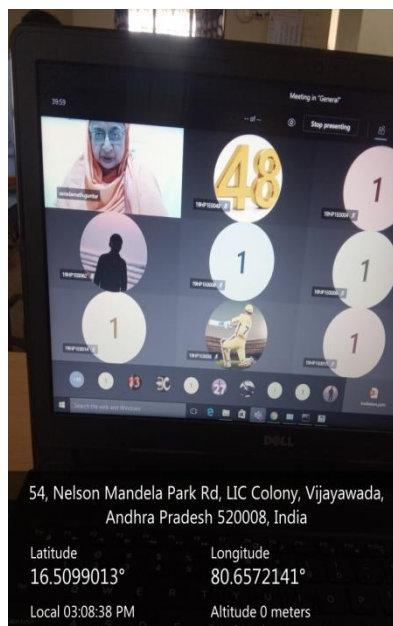 39:59
Meeting in "General"
-- of --
Stop presenting
48
1
1
1
1
1
27
Search the web and Windows
DELL
54, Nelson Mandela Park Rd, LIC Colony, Vijayawada,
Andhra Pradesh 520008, India
Latitude
Longitude
16.5099013°
80.6572141°
Local 03:08:38 PM
Altitude 0 meters